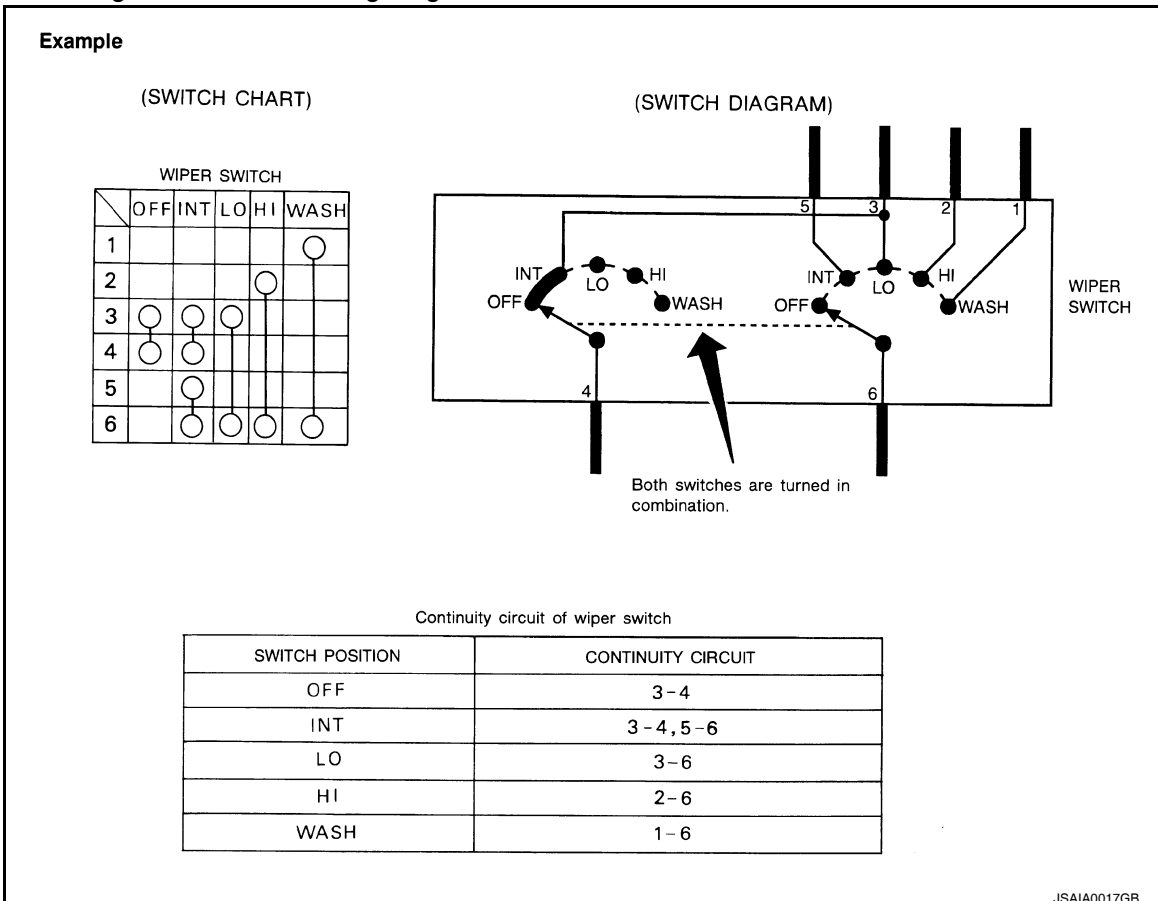 Example
(SWITCH CHART)
WIPER SWITCH
OFF INT LO HI WASH
1
2
3
4
5
6
(SWITCH DIAGRAM)
5 3 2 1
INT LO HI
OFF WASH
INT LO HI
OFF WASH
WIPER
SWITCH
4 6
Both switches are turned in
combination.
Continuity circuit of wiper switch
SWITCH POSITION CONTINUITY CIRCUIT
OFF 3-4
INT 3-4, 5-6
LO 3-6
HI 2-6
WASH 1-6
JSAIA0017GB